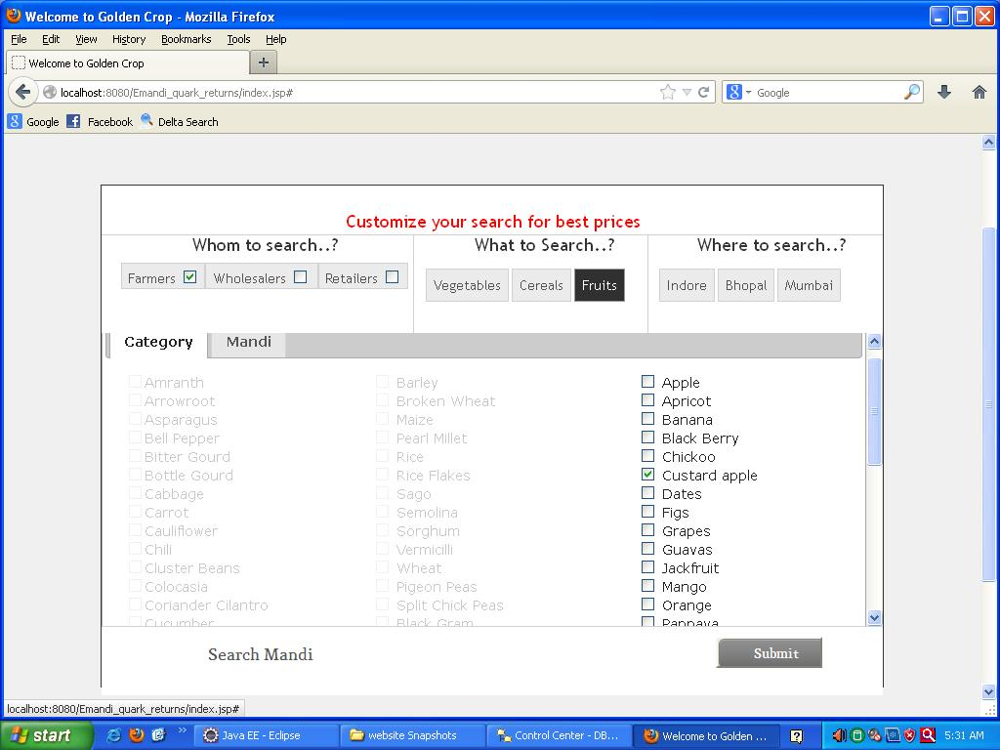 Welcome to Golden Crop - Mozilla Firefox
File Edit View History Bookmarks Tools Help
Welcome to Golden Crop
localhost:8080/Emandi_quark_returns/index.jsp#
Google
Google Facebook Delta Search
Customize your search for best prices
Whom to search..? What to Search..? Where to search..?
Farmers Wholesalers Retailers Vegetables Cereals Fruits Indore Bhopal Mumbai
Category Mandi
Amranth Barley Apple
Arrowroot Broken Wheat Apricot
Asparagus Maize Banana
Bell Pepper Pearl Millet Black Berry
Bitter Gourd Rice Chickoo
Bottle Gourd Rice Flakes Custard apple
Cabbage Sago Dates
Carrot Semolina Figs
Cauliflower Sorghum Grapes
Chili Vermicilli Guavas
Cluster Beans Wheat Jackfruit
Colocasia Pigeon Peas Mango
Coriander Cilantro Split Chick Peas Orange
Cucumber Black Gram Pappaya
Search Mandi Submit
localhost:8080/Emandi_quark_returns/index.jsp#
start Java EE - Eclipse website Snapshots Control Center - DB... Welcome to Golden ... 5:31 AM